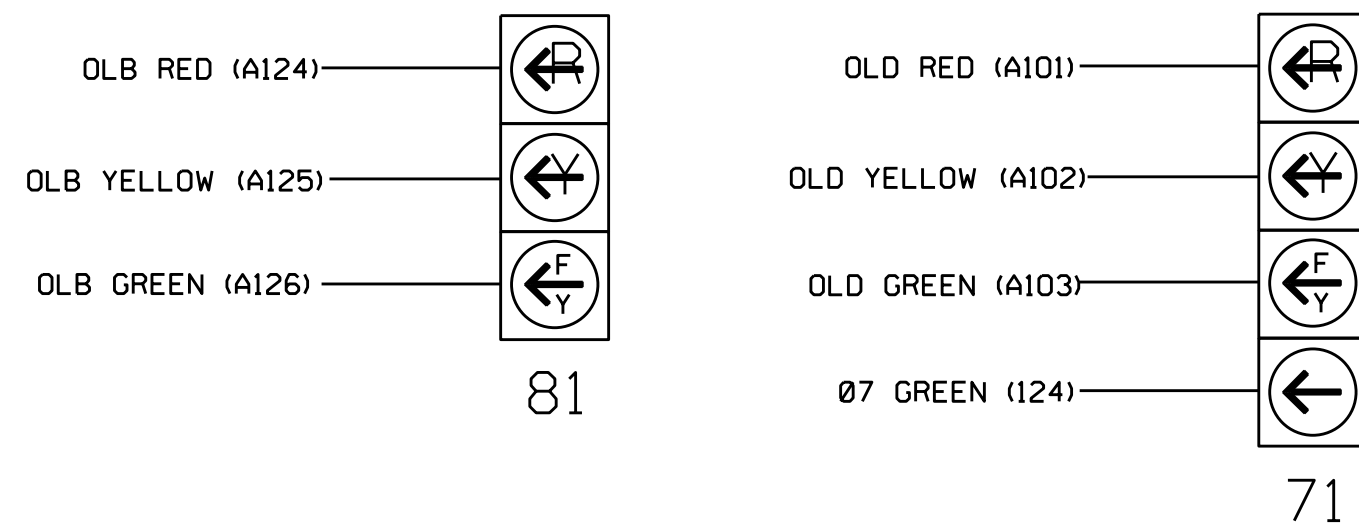 OLB RED (A124)
R
OLB YELLOW (A125)
Y
OLB GREEN (A126)
F
Y
81
OLD RED (A101)
R
OLD YELLOW (A102)
Y
OLD GREEN (A103)
F
Y
Ø7 GREEN (124)
71